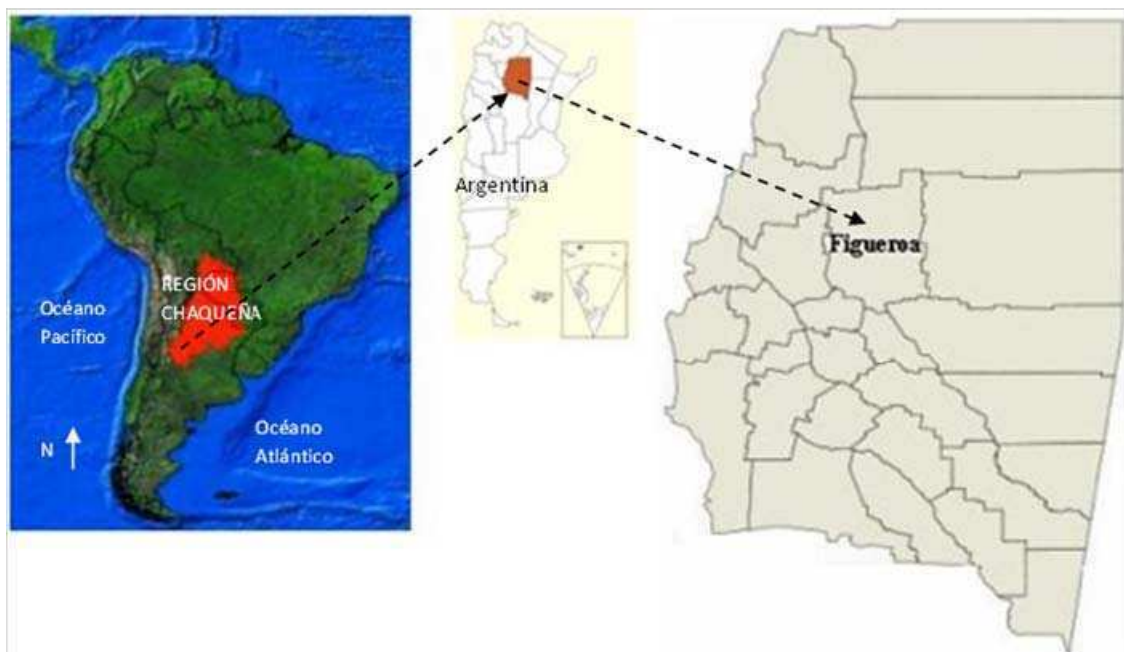 REGIÓN
CHAQUEÑA
Océano
Pacífico
N
Océano
Atlántico
Argentina
Figueroa